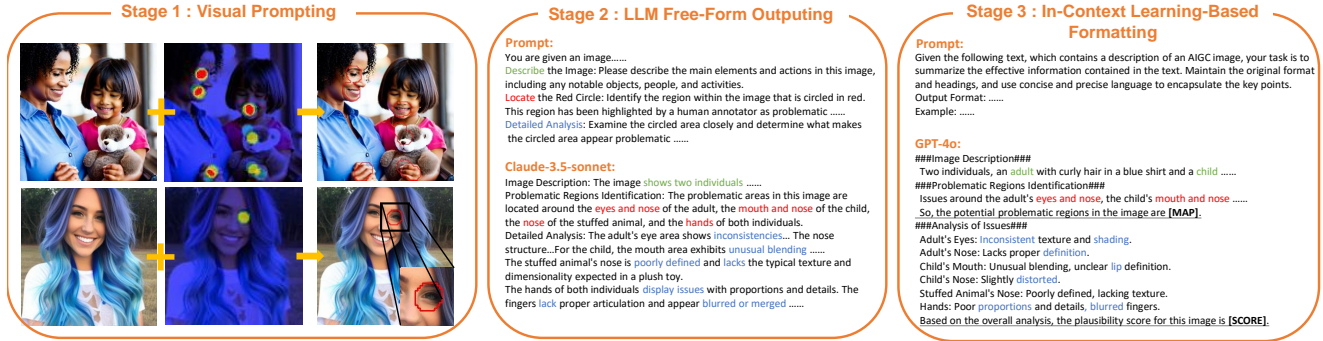 Stage 1 : Visual Prompting
Stage 2 : LLM Free-Form Outputing
Prompt:
You are given an image……
Describe the Image: Please describe the main elements and actions in this image,
including any notable objects, people, and activities.
Locate the Red Circle: Identify the region within the image that is circled in red.
This region has been highlighted by a human annotator as problematic ……
Detailed Analysis: Examine the circled area closely and determine what makes
the circled area appear problematic ……
Claude-3.5-sonnet:
Image Description: The image shows two individuals ……
Problematic Regions Identification: The problematic areas in this image are
located around the eyes and nose of the adult, the mouth and nose of the child,
the nose of the stuffed animal, and the hands of both individuals.
Detailed Analysis: The adult's eye area shows inconsistencies… The nose
structure…For the child, the mouth area exhibits unusual blending ……
The stuffed animal's nose is poorly defined and lacks the typical texture and
dimensionality expected in a plush toy.
The hands of both individuals display issues with proportions and details. The
fingers lack proper articulation and appear blurred or merged ……
Stage 3 : In-Context Learning-Based
Formatting
Prompt:
Given the following text, which contains a description of an AIGC image, your task is to
summarize the effective information contained in the text. Maintain the original format
and headings, and use concise and precise language to encapsulate the key points.
Output Format: ……
Example: ……
GPT-4o:
###Image Description###
Two individuals, an adult with curly hair in a blue shirt and a child ……
###Problematic Regions Identification###
Issues around the adult's eyes and nose, the child's mouth and nose ……
So, the potential problematic regions in the image are [MAP].
###Analysis of Issues###
Adult's Eyes: Inconsistent texture and shading.
Adult's Nose: Lacks proper definition.
Child's Mouth: Unusual blending, unclear lip definition.
Child's Nose: Slightly distorted.
Stuffed Animal's Nose: Poorly defined, lacking texture.
Hands: Poor proportions and details, blurred fingers.
Based on the overall analysis, the plausibility score for this image is [SCORE].